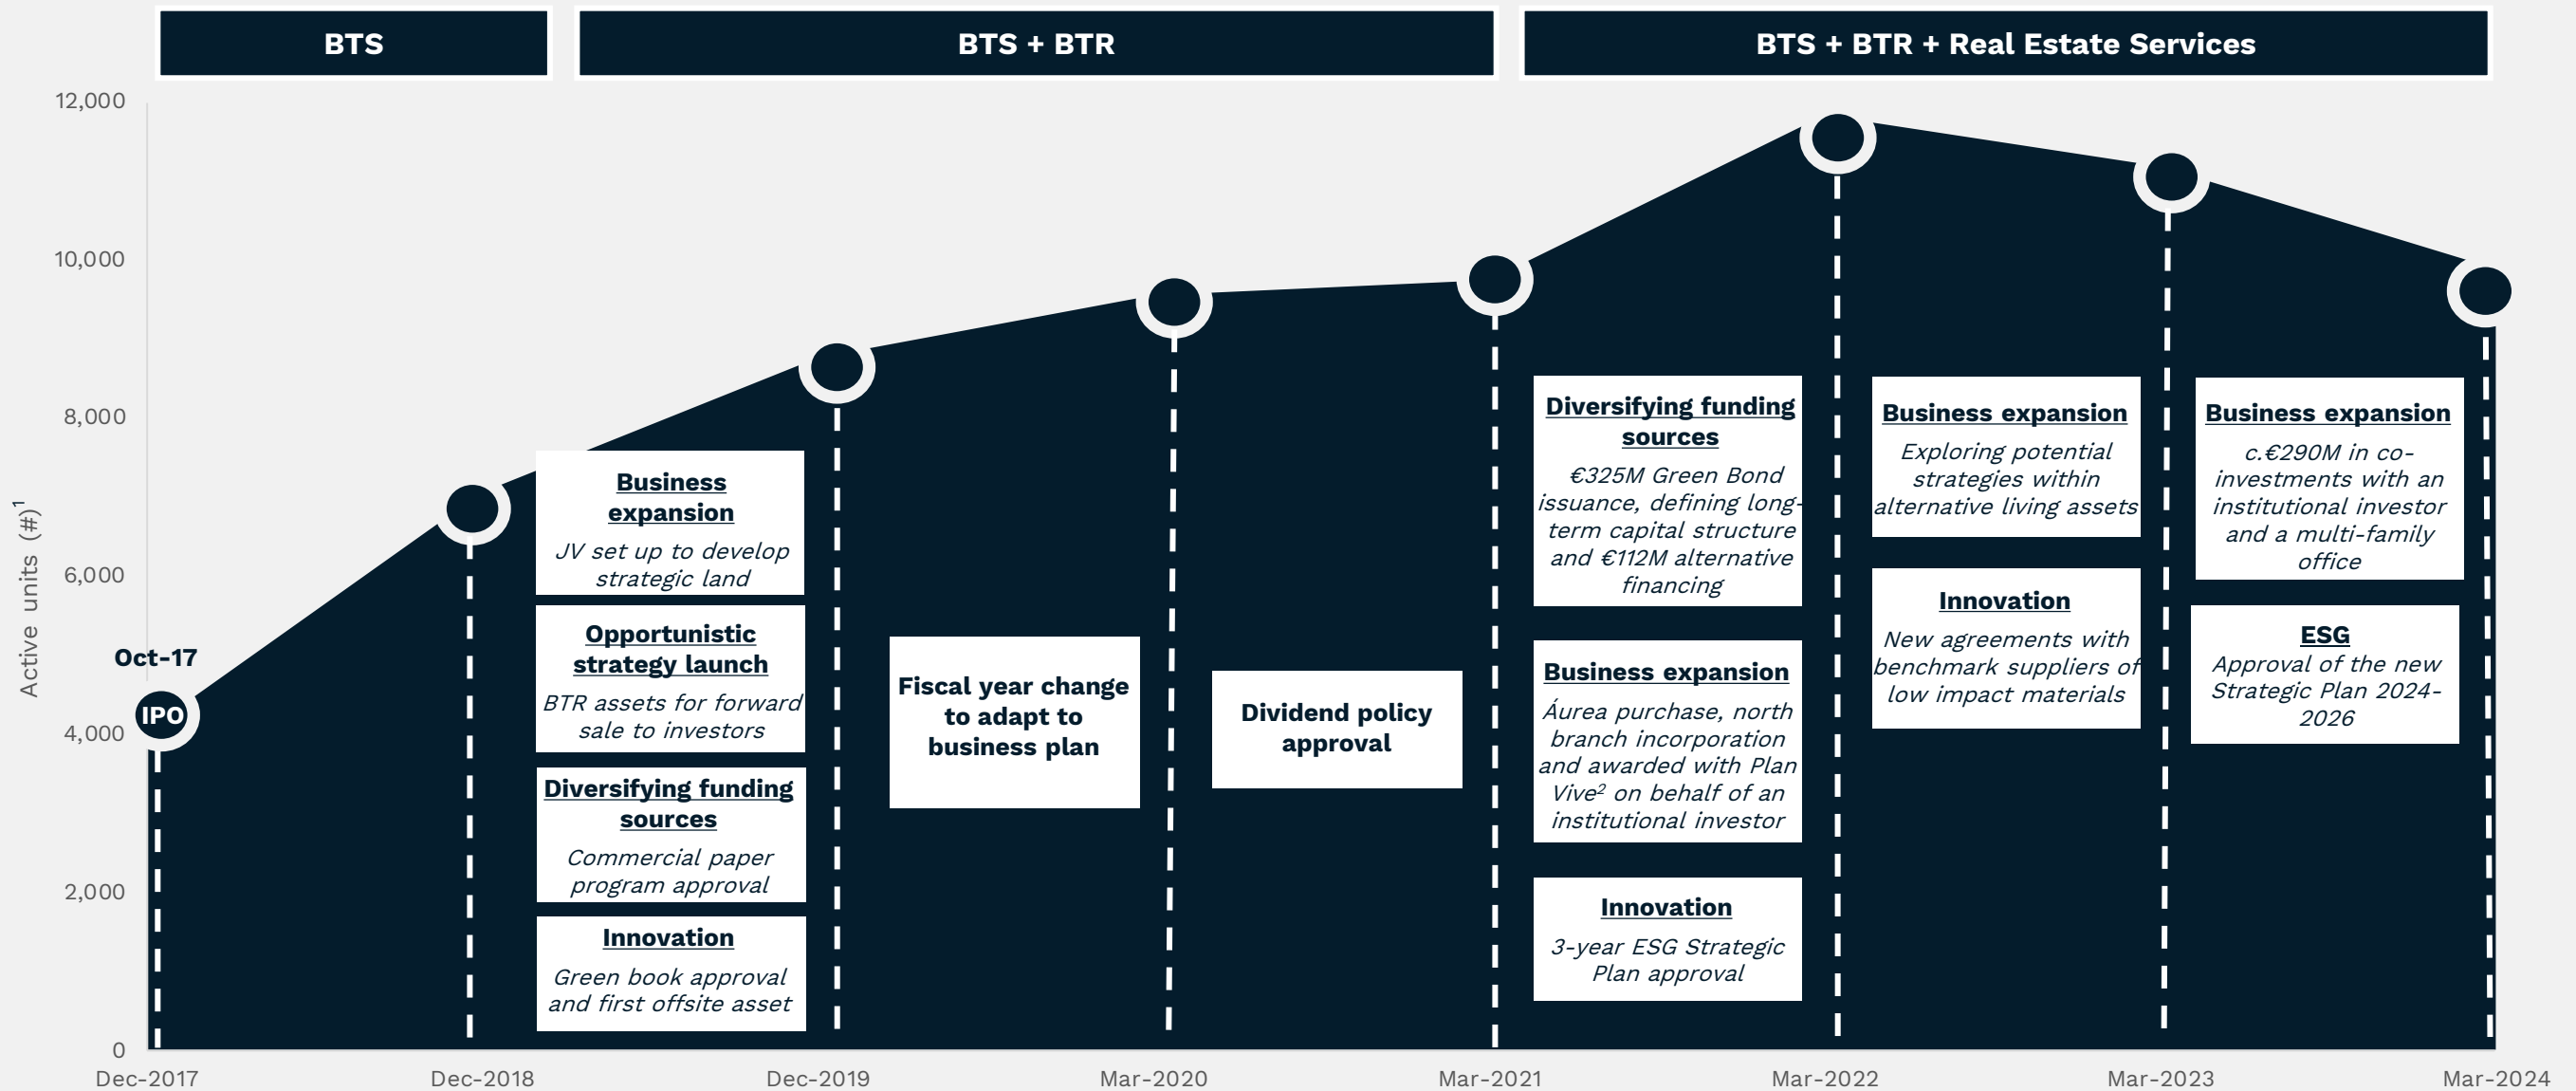 BTS
BTS + BTR
BTS + BTR + Real Estate Services
12,000
10,000
8,000
6,000
4,000
2,000
0
Active units (#)¹
Oct-17
IPO
Business
expansion
JV set up to develop
strategic land
Opportunistic
strategy launch
BTR assets for forward
sale to investors
Diversifying funding
sources
Commercial paper
program approval
Innovation
Green book approval
and first offsite asset
Fiscal year change
to adapt to
business plan
Dividend policy
approval
Diversifying funding
sources
€325M Green Bond
issuance, defining long-
term capital structure
and €112M alternative
financing
Business expansion
Áurea purchase, north
branch incorporation
and awarded with Plan
Vive² on behalf of an
institutional investor
Innovation
3-year ESG Strategic
Plan approval
Business expansion
Exploring potential
strategies within
alternative living assets
Innovation
New agreements with
benchmark suppliers of
low impact materials
Business expansion
c.€290M in co-
investments with an
institutional investor
and a multi-family
office
ESG
Approval of the new
Strategic Plan 2024-
2026
Dec-2017
Dec-2018
Dec-2019
Mar-2020
Mar-2021
Mar-2022
Mar-2023
Mar-2024